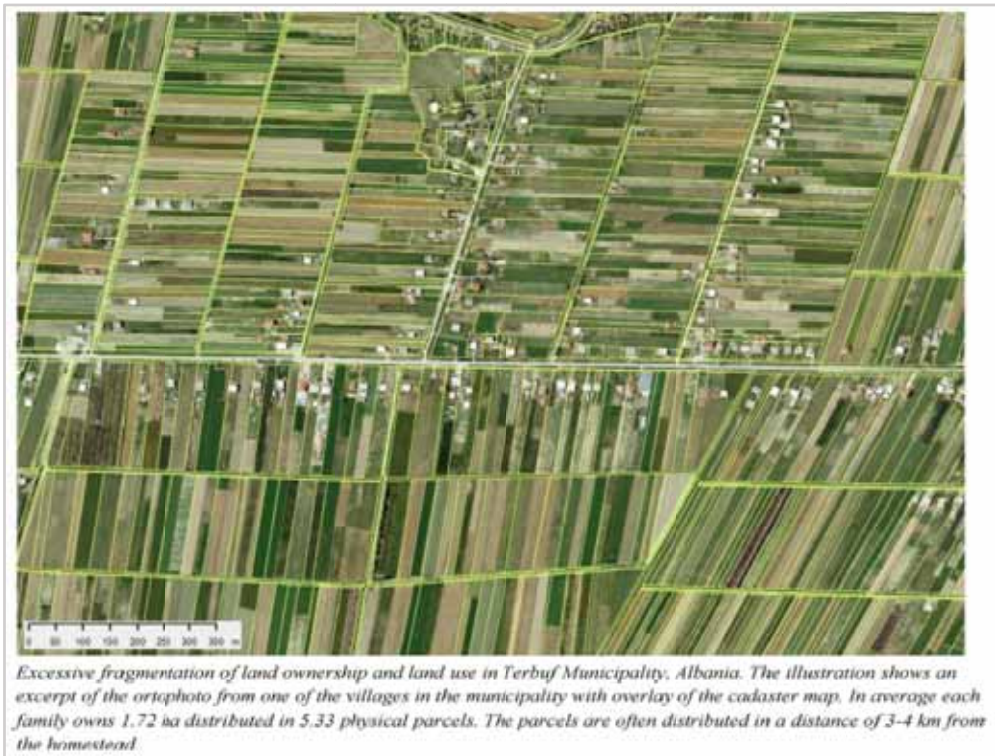 0 50 100 150 200 250 300 350 m
Excessive fragmentation of land ownership and land use in Terbuf Municipality, Albania. The illustration shows an
excerpt of the ortophoto from one of the villages in the municipality with overlay of the cadaster map. In average each
family owns 1.72 ha distributed in 5.33 physical parcels. The parcels are often distributed in a distance of 3-4 km from
the homestead